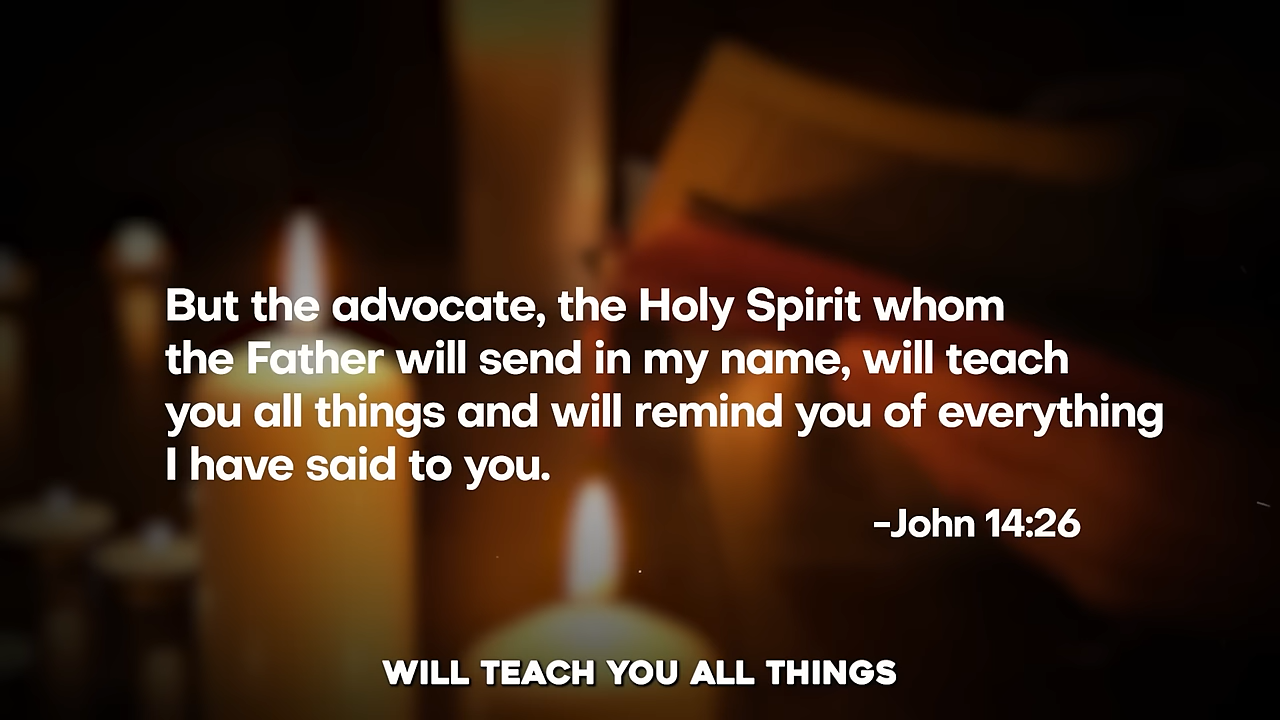 But the advocate, the Holy Spirit whom
the Father will send in my name, will teach
you all things and will remind you of everything
I have said to you.
-John 14:26
WILL TEACH YOU ALL THINGS